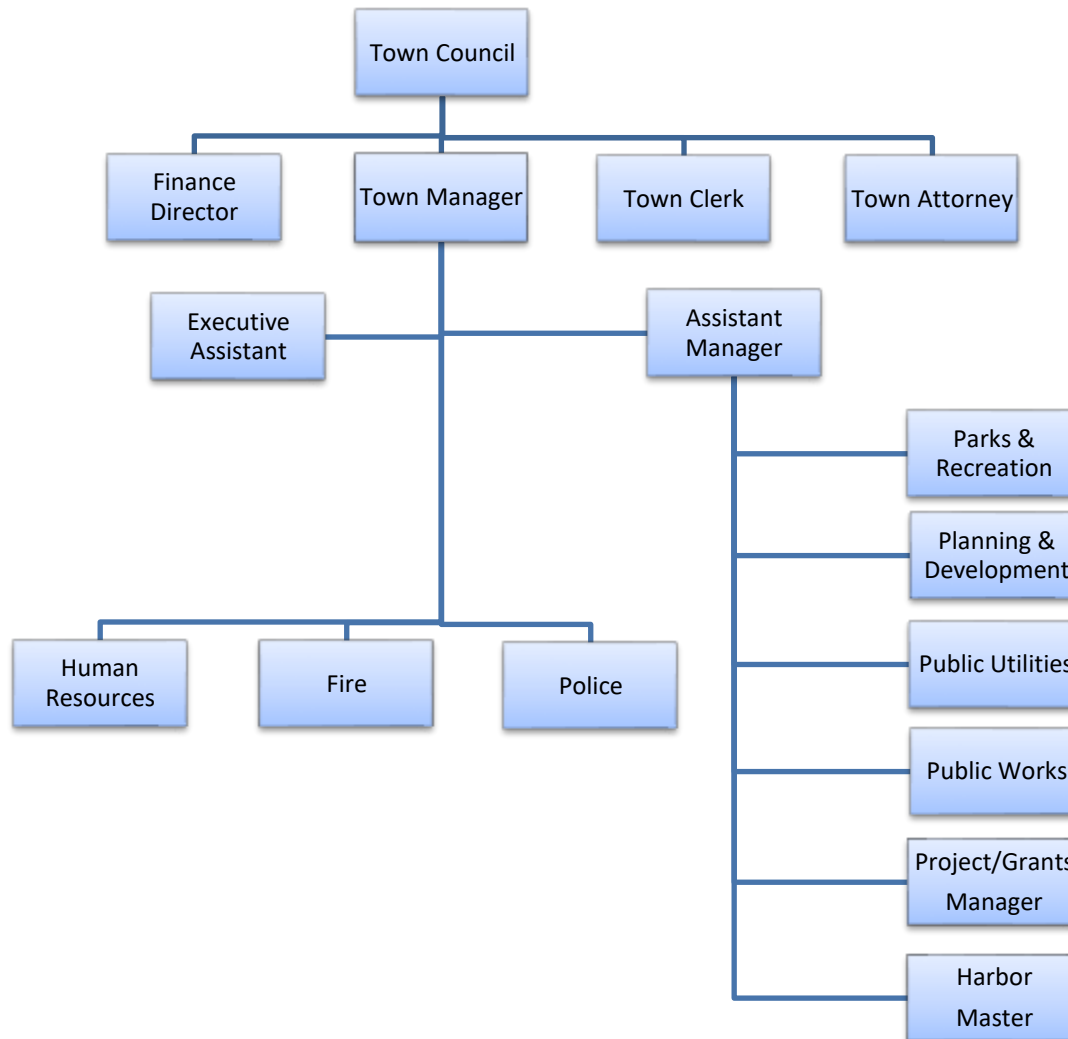 Town Council
Finance
Director
Town Manager
Town Clerk
Town Attorney
Executive
Assistant
Assistant
Manager
Parks &
Recreation
Planning &
Development
Public Utilities
Public Works
Project/Grants
Manager
Harbor
Master
Human
Resources
Fire
Police